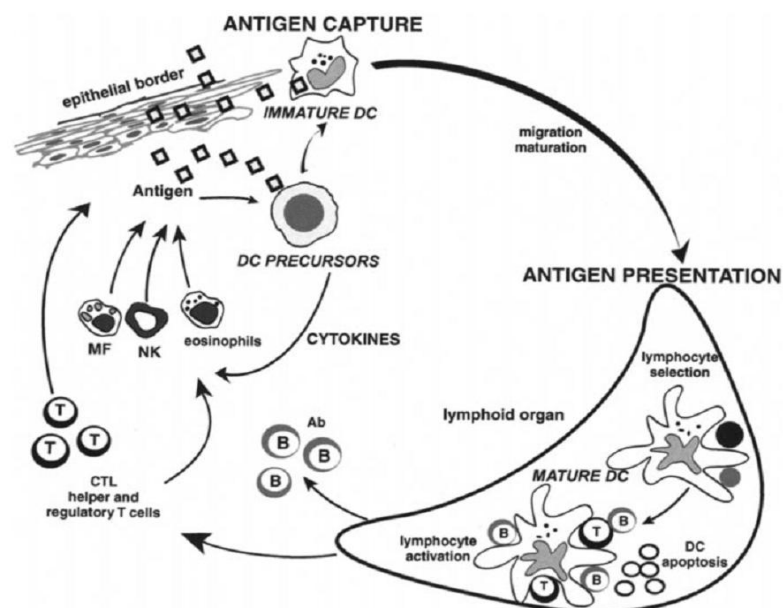 ANTIGEN CAPTURE
epithelial border
IMMATURE DC
migration
maturation
Antigen
DC PRECURSORS
ANTIGEN PRESENTATION
MF
NK
eosinophils
CYTOKINES
lymphocyte
selection
lymphoid organ
Ab
B
B
B
T
T
T
CTL
helper and
regulatory T cells
MATURE DC
B
T
B
lymphocyte
activation
DC
apoptosis
T
B